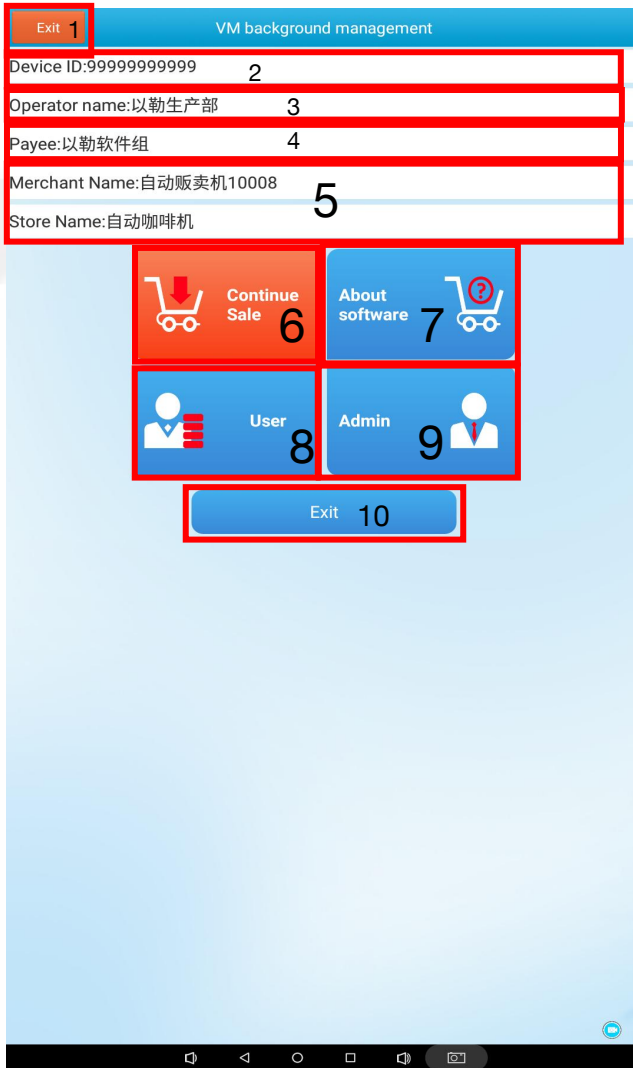 Exit 1
VM background management
Device ID:99999999999 2
Operator name:以勒生产部 3
Payee:以勒软件组 4
Merchant Name:自动贩卖机10008
5
Store Name:自动咖啡机
Continue
Sale 6
About
software 7
?
User 8
Admin 9
Exit 10